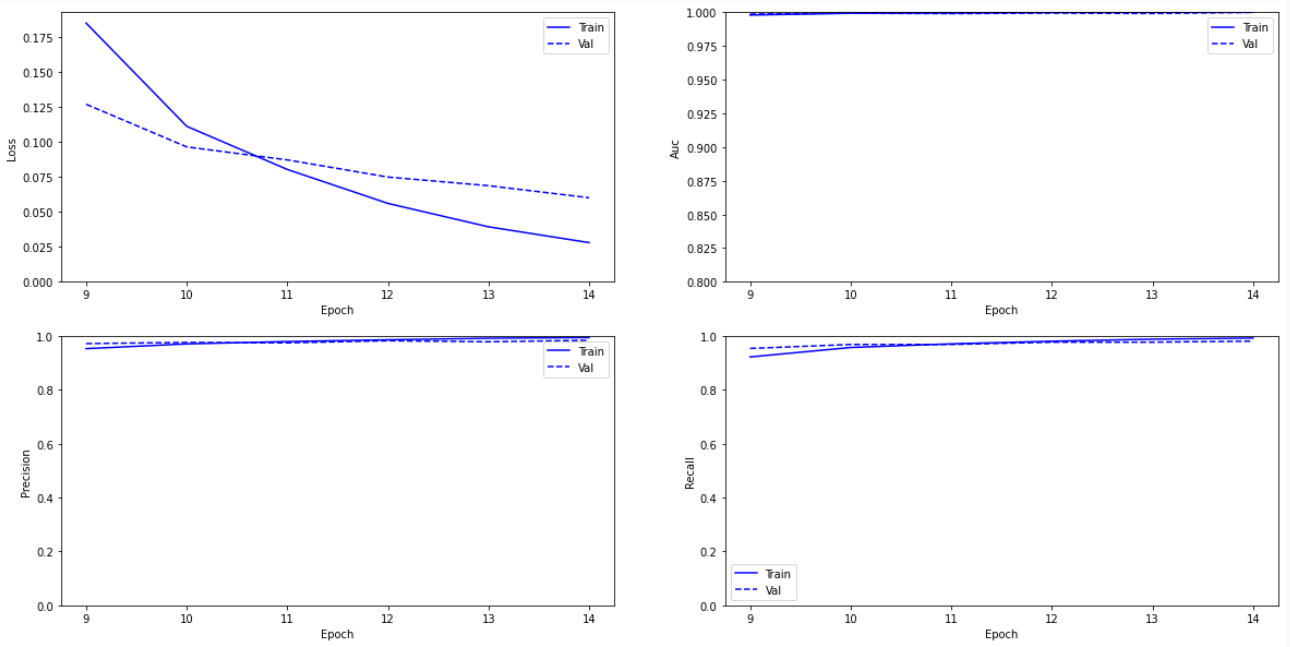 Train
Val
0.175
0.150
0.125
0.100
0.075
0.050
0.025
0.000
Loss
9 10 11 12 13 14
Epoch
1.000
0.975
0.950
0.925
0.900
0.875
0.850
0.825
0.800
Auc
Train
Val
9 10 11 12 13 14
Epoch
1.0
0.8
0.6
0.4
0.2
0.0
Precision
Train
Val
9 10 11 12 13 14
Epoch
1.0
0.8
0.6
0.4
0.2
0.0
Recall
Train
Val
9 10 11 12 13 14
Epoch